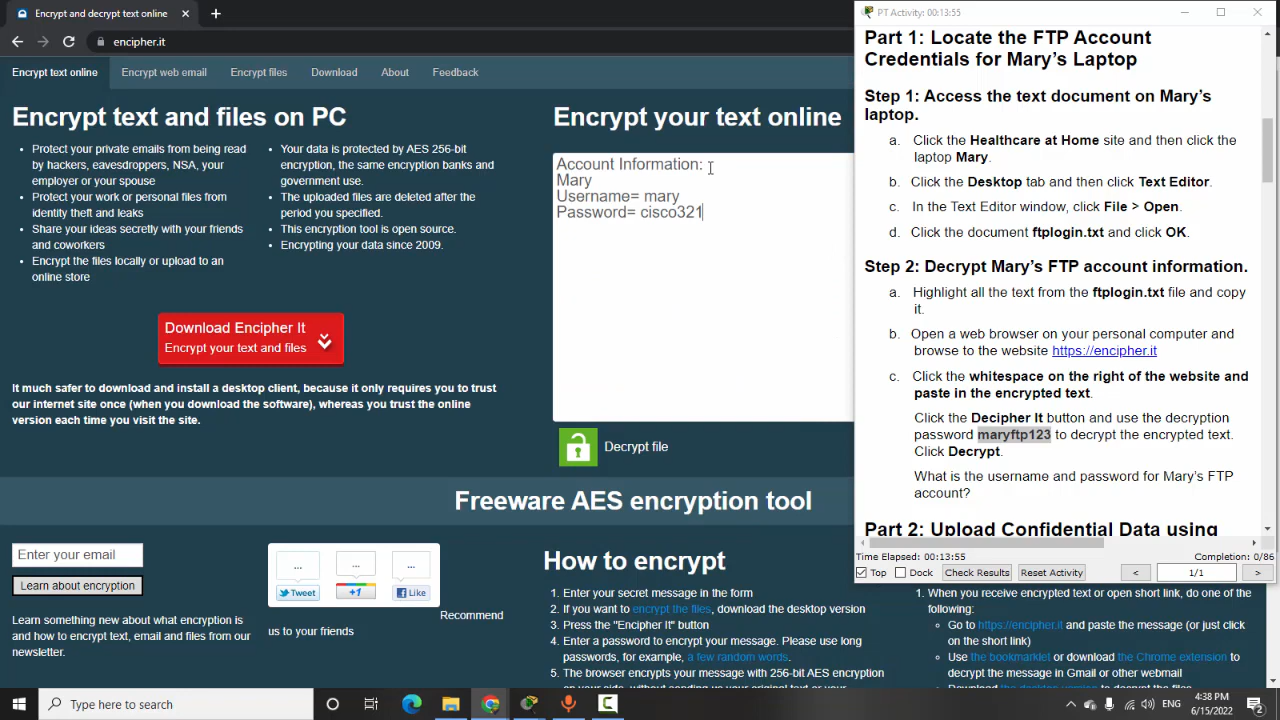 Encrypt and decrypt text online
encipher.it
Encrypt text online
Encrypt web email
Encrypt files
Download
About
Feedback
Encrypt text and files on PC
Protect your private emails from being read
by hackers, eavesdroppers, NSA, your
employer or your spouse
Protect your work or personal files from
identity theft and leaks
Share your ideas secretly with your friends
and coworkers
Encrypt the files locally or upload to an
online store
Your data is protected by AES 256-bit
encryption, the same encryption banks and
government use.
The uploaded files are deleted after the
period you specified.
This encryption tool is open source.
Encrypting your data since 2009.
Download Encipher It
Encrypt your text and files
It much safer to download and install a desktop client, because it only requires you to trust
our internet site once (when you download the software), whereas you trust the online
version each time you visit the site.
Encrypt your text online
Account Information:
Mary
Username= mary
Password= cisco321
Decrypt file
Freeware AES encryption tool
Enter your email
Learn about encryption
Learn something new about what encryption is
and how to encrypt text, email and files from our
newsletter.
... ... ...
Tweet +1 Like
Recommend
us to your friends
How to encrypt
1. Enter your secret message in the form
2. If you want to encrypt the files, download the desktop version
3. Press the "Encipher It" button
4. Enter a password to encrypt your message. Please use long
passwords, for example, a few random words.
5. The browser encrypts your message with 256-bit AES encryption
1. When you receive encrypted text or open short link, do one of the
following:
Go to https://encipher.it and paste the message (or just click
on the short link)
Use the bookmarklet or download the Chrome extension to
decrypt the message in Gmail or other webmail
PT Activity: 00:13:55
Part 1: Locate the FTP Account
Credentials for Mary's Laptop
Step 1: Access the text document on Mary's
laptop.
a. Click the Healthcare at Home site and then click the
laptop Mary.
b. Click the Desktop tab and then click Text Editor.
c. In the Text Editor window, click File > Open.
d. Click the document ftplogin.txt and click OK.
Step 2: Decrypt Mary's FTP account information.
a. Highlight all the text from the ftplogin.txt file and copy
it.
b. Open a web browser on your personal computer and
browse to the website https://encipher.it
c. Click the whitespace on the right of the website and
paste in the encrypted text.
Click the Decipher It button and use the decryption
password maryftp123 to decrypt the encrypted text.
Click Decrypt.
What is the username and password for Mary's FTP
account?
Part 2: Upload Confidential Data using
Time Elapsed: 00:13:55
Completion: 0/86
Top
Dock
Check Results
Reset Activity
<
1/1
>
Type here to search
ENG
4:38 PM
6/15/2022
2